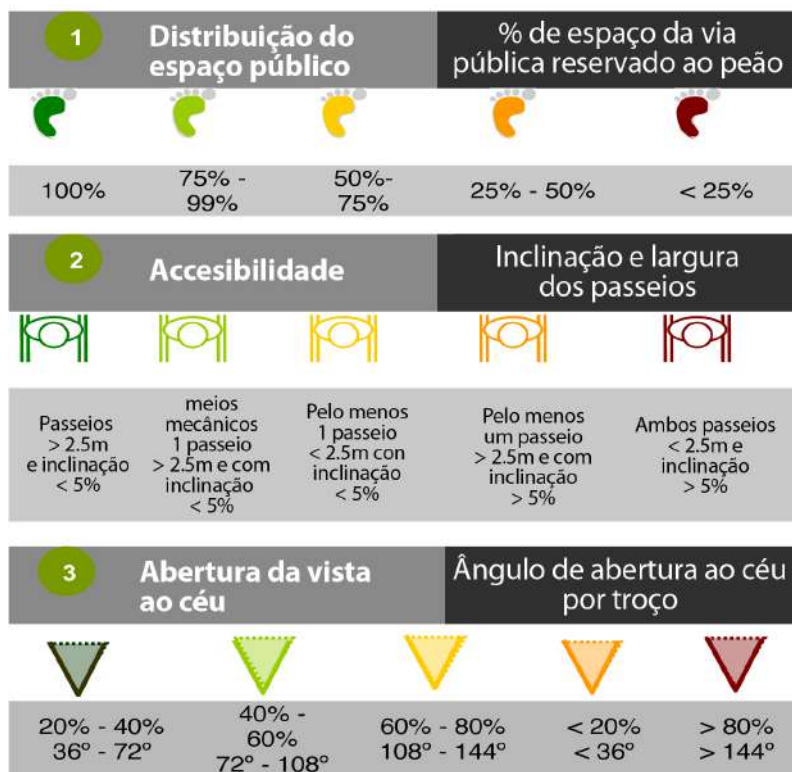 1
Distribuição do
espaço público
% de espaço da via
pública reservado ao peão
100%
75% -
99%
50%-
75%
25% - 50%
< 25%
2
Accesibilidade
Inclinação e largura
dos passeios
Passeios
> 2.5m
e inclinação
< 5%
meios
mecânicos
1 passeio
> 2.5m e com
inclinação
< 5%
Pelo menos
1 passeio
< 2.5m con
inclinação
< 5%
Pelo menos
um passeio
> 2.5m e com
inclinação
> 5%
Ambos passeios
< 2.5m e
inclinação
> 5%
3
Abertura da vista
ao céu
Ângulo de abertura ao céu
por troço
20% - 40%
36º - 72º
40% -
60%
72º - 108º
60% - 80%
108º - 144º
< 20%
< 36º
> 80%
> 144º